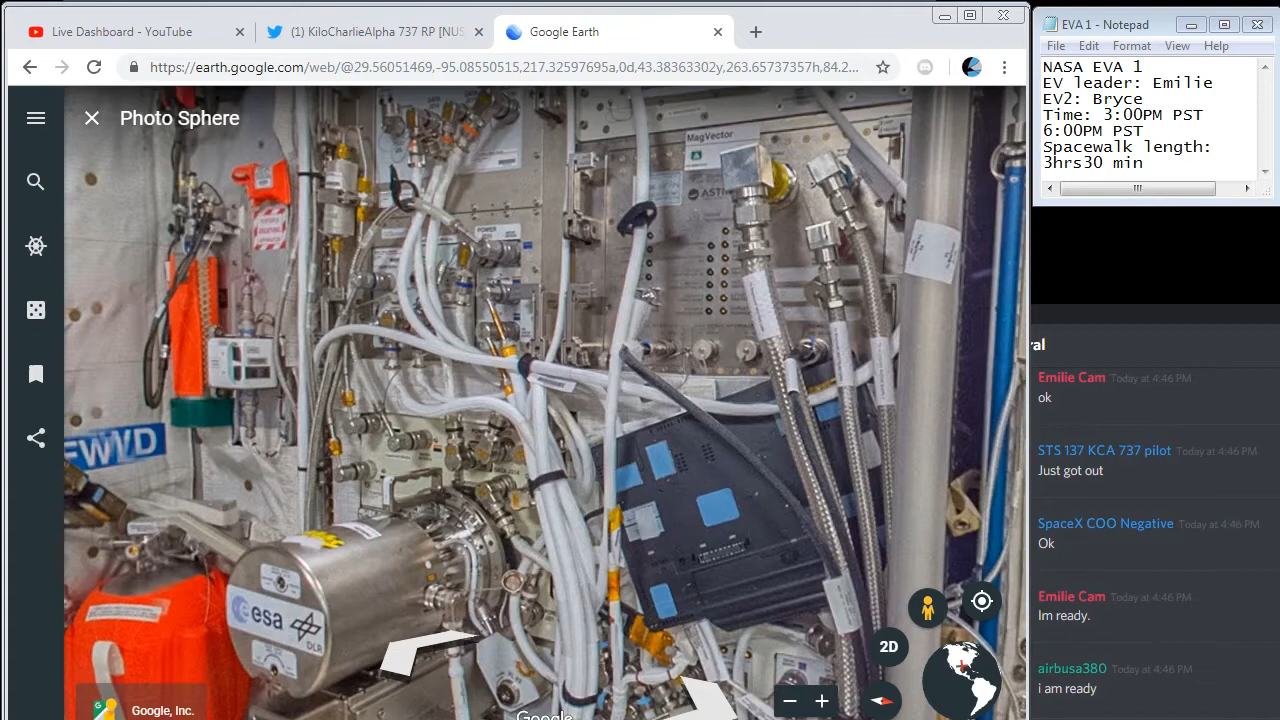 Live Dashboard - YouTube
(1) KiloCharlieAlpha 737 RP [NUS
Google Earth
https://earth.google.com/web/@29.56051469,-95.08550515,217.32597695a,0d,43.38363302y,263.65737357h,84.2...
Photo Sphere
MagVector
POWER
FWWD
esa
DLR
2D
Google, Inc.
Google
EVA 1 - Notepad
File Edit Format View Help
NASA EVA 1
EV leader: Emilie
EV2: Bryce
Time: 3:00PM PST
6:00PM PST
Spacewalk length:
3hrs30 min
ral
Emilie Cam Today at 4:46 PM
ok
STS 137 KCA 737 pilot Today at 4:46 PM
Just got out
SpaceX COO Negative Today at 4:46 PM
Ok
Emilie Cam Today at 4:46 PM
Im ready.
airbusa380 Today at 4:46 PM
i am ready